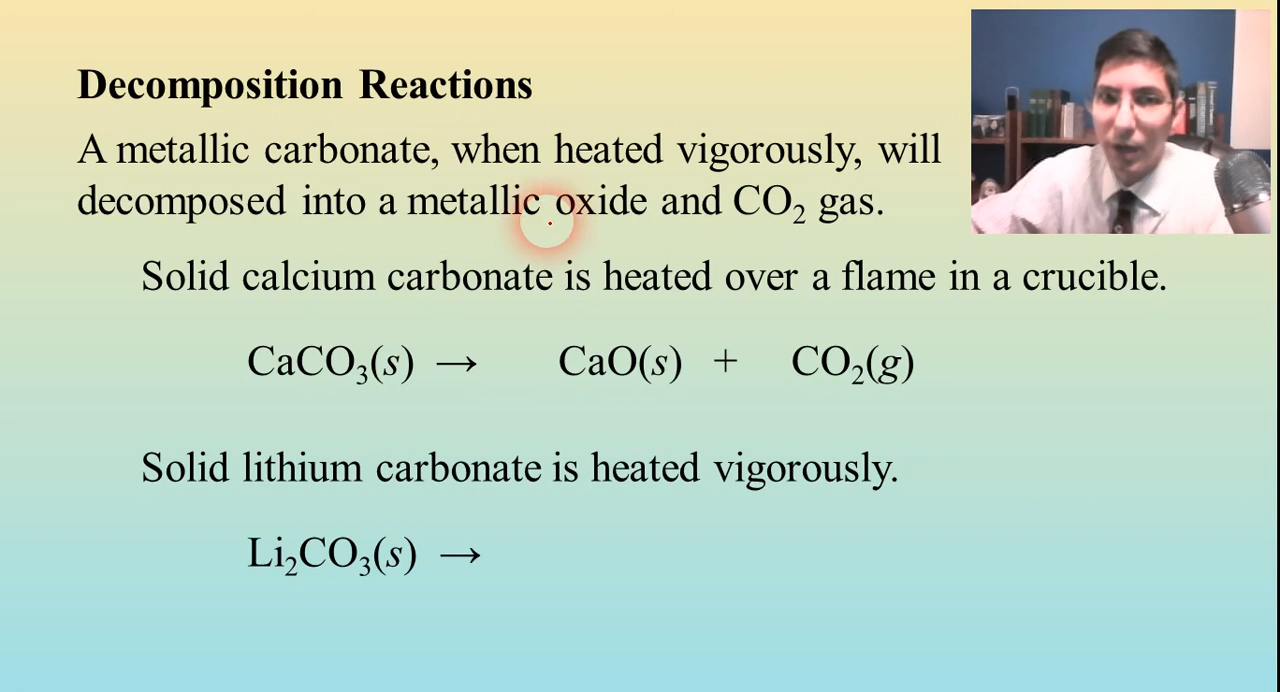 Decomposition Reactions
A metallic carbonate, when heated vigorously, will
decomposed into a metallic oxide and CO₂ gas.
Solid calcium carbonate is heated over a flame in a crucible.
CaCO₃(s) → CaO(s) + CO₂(g)
Solid lithium carbonate is heated vigorously.
Li₂CO₃(s) →